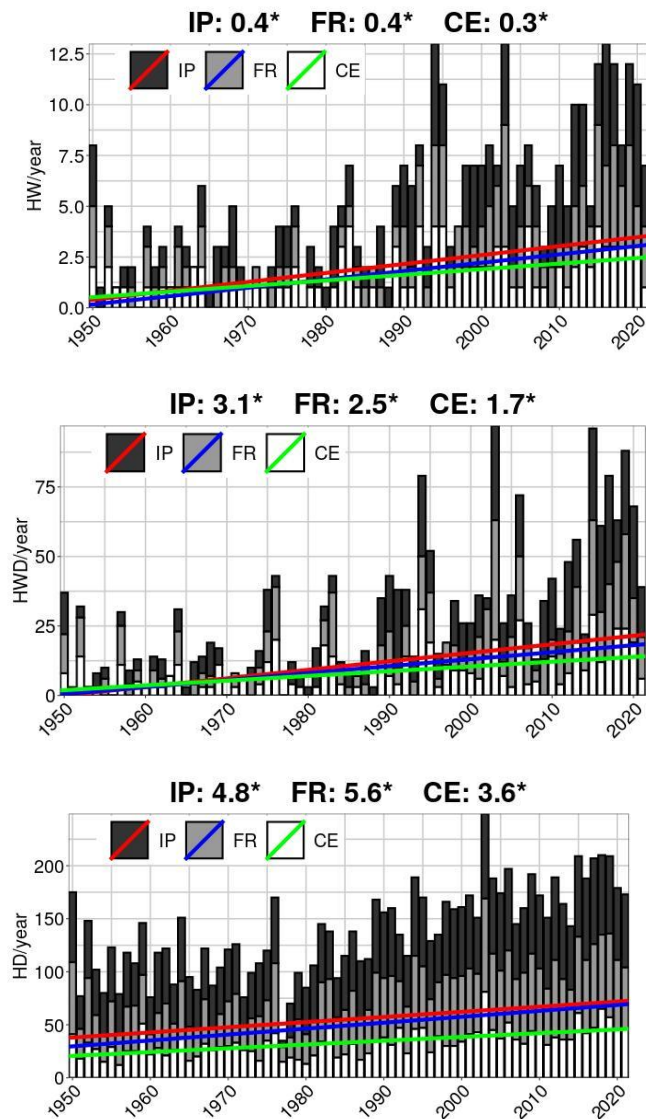 IP: 0.4* FR: 0.4* CE: 0.3*
12.5
10.0
7.5
5.0
2.5
0.0
HW/year
IP FR CE
1950 1960 1970 1980 1990 2000 2010 2020
IP: 3.1* FR: 2.5* CE: 1.7*
75
50
25
0
HWD/year
IP FR CE
1950 1960 1970 1980 1990 2000 2010 2020
IP: 4.8* FR: 5.6* CE: 3.6*
200
150
100
50
0
HD/year
IP FR CE
1950 1960 1970 1980 1990 2000 2010 2020